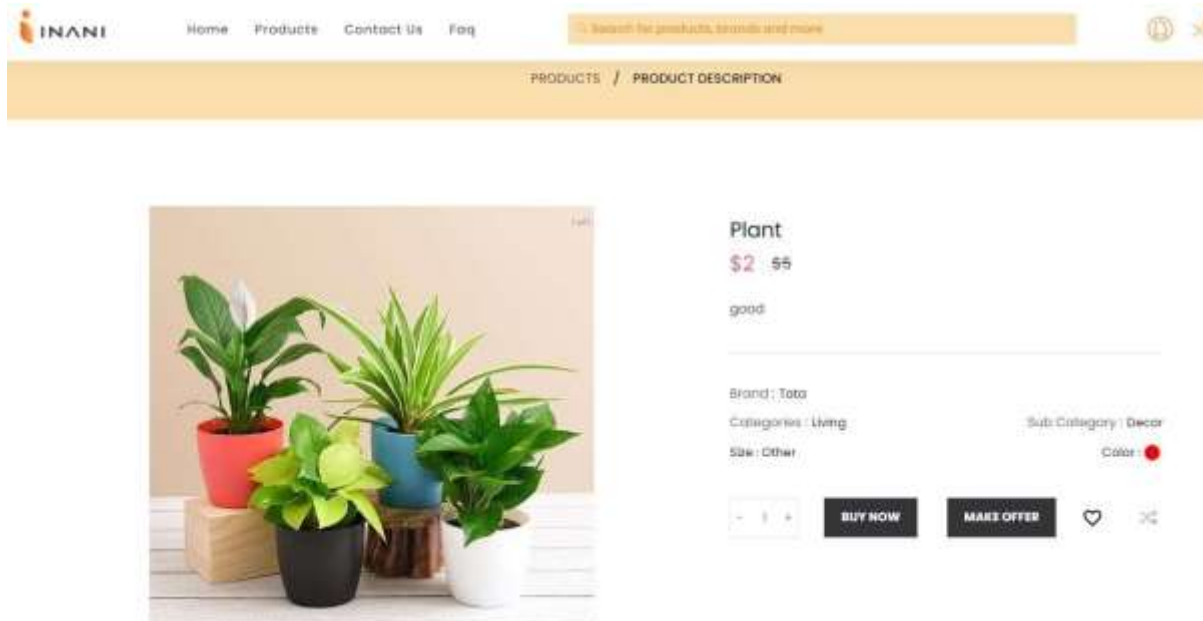 INANI
Home Products Contact Us Faq
Search for products, brands and more
PRODUCTS / PRODUCT DESCRIPTION
Plant
$2 $5
good
Brand : Tata
Categories : Living Sub Category : Decor
Size : Other Color :
- 1 +
BUY NOW
MAKE OFFER